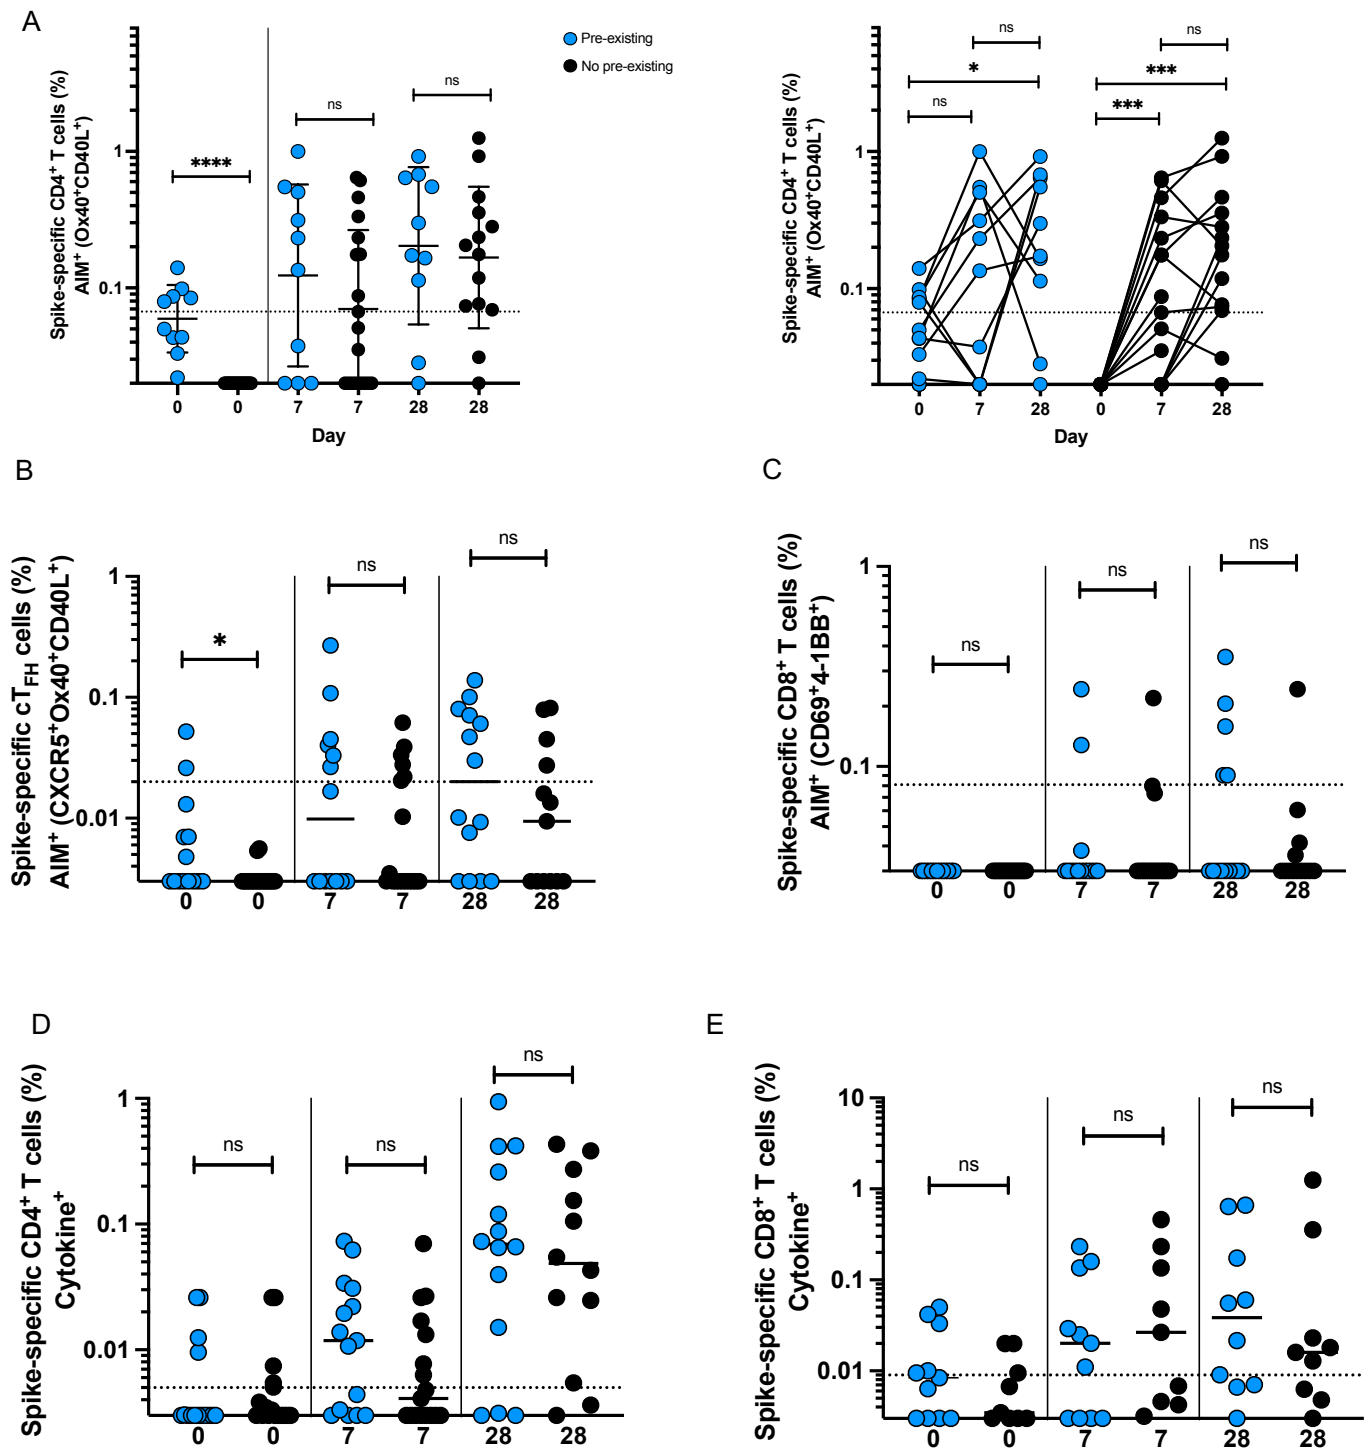 A
Spike-specific CD4⁺ T cells (%)
AIM⁺ (Ox40⁺CD40L⁺)
1
0.1
****
ns
ns
0
0
7
7
28
28
Day
Pre-existing
No pre-existing
Spike-specific CD4⁺ T cells (%)
AIM⁺ (Ox40⁺CD40L⁺)
1
0.1
ns
*
ns
ns
***
***
0
7
28
0
7
28
Day
B
Spike-specific cT_FH cells (%)
AIM⁺ (CXCR5⁺Ox40⁺CD40L⁺)
1
0.1
0.01
*
ns
ns
0
0
7
7
28
28
C
Spike-specific CD8⁺ T cells (%)
AIM⁺ (CD69⁺4-1BB⁺)
1
0.1
ns
ns
ns
0
0
7
7
28
28
D
Spike-specific CD4⁺ T cells (%)
Cytokine⁺
1
0.1
0.01
ns
ns
ns
0
0
7
7
28
28
E
Spike-specific CD8⁺ T cells (%)
Cytokine⁺
10
1
0.1
0.01
ns
ns
ns
0
0
7
7
28
28